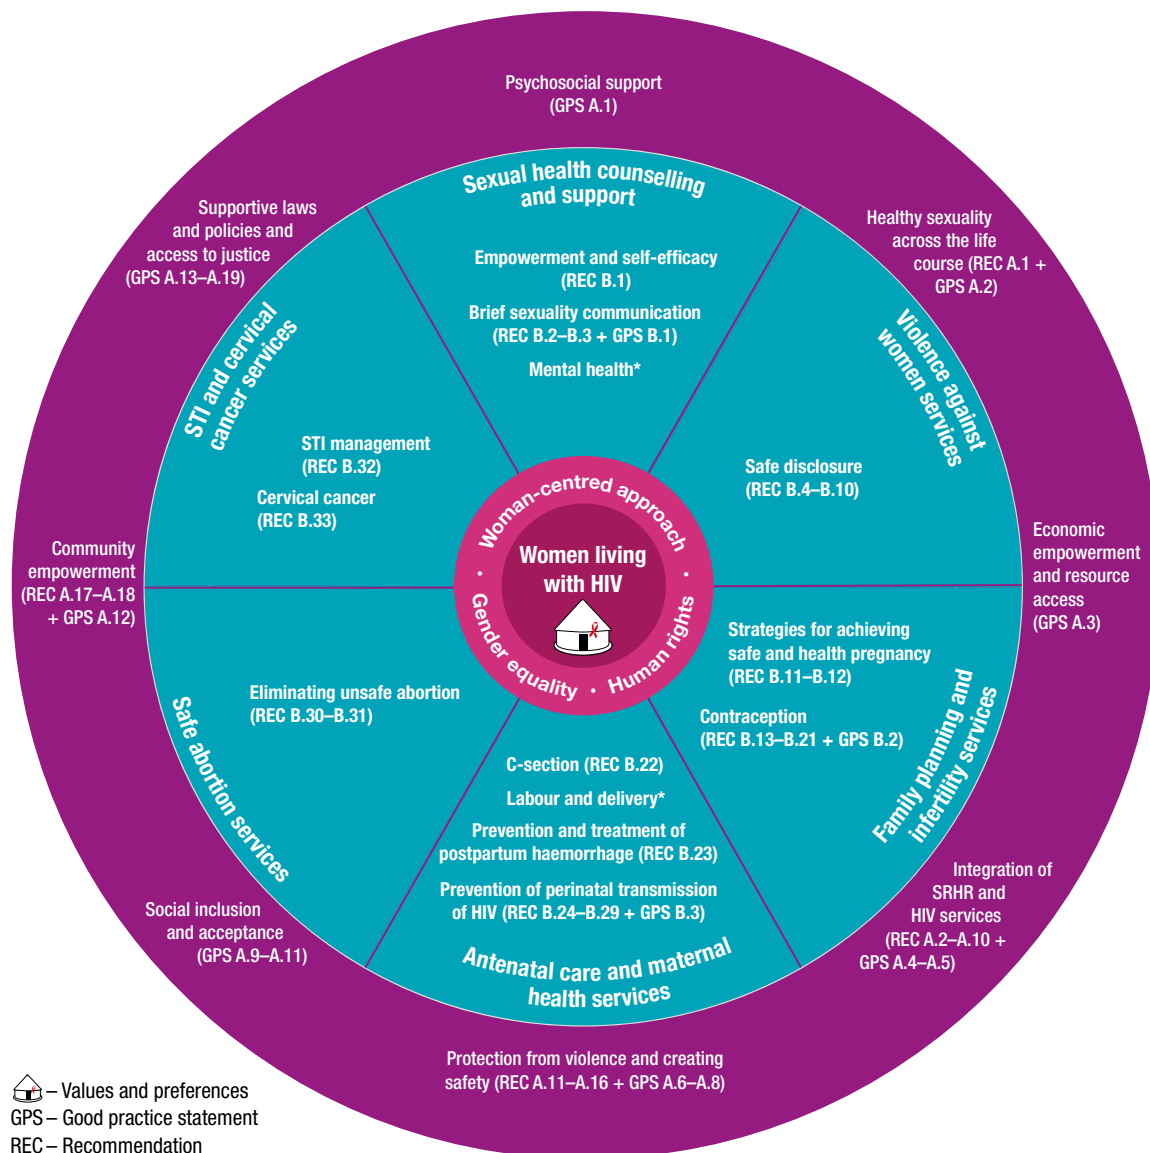 Psychosocial support
(GPS A.1)
Supportive laws
and policies and
access to justice
(GPS A.13–A.19)
Healthy sexuality
across the life
course (REC A.1 +
GPS A.2)
Sexual health counselling
and support
Empowerment and self-efficacy
(REC B.1)
Brief sexuality communication
(REC B.2–B.3 + GPS B.1)
Mental health*
STI and cervical
cancer services
STI management
(REC B.32)
Cervical cancer
(REC B.33)
Violence against
women services
Safe disclosure
(REC B.4–B.10)
Woman-centred approach
Women living
with HIV
Gender equality • Human rights
Community
empowerment
(REC A.17–A.18
+ GPS A.12)
Economic
empowerment
and resource
access
(GPS A.3)
Strategies for achieving
safe and health pregnancy
(REC B.11–B.12)
Contraception
(REC B.13–B.21 + GPS B.2)
Family planning and
infertility services
Eliminating unsafe abortion
(REC B.30–B.31)
Safe abortion services
C-section (REC B.22)
Labour and delivery*
Prevention and treatment of
postpartum haemorrhage (REC B.23)
Prevention of perinatal transmission
of HIV (REC B.24–B.29 + GPS B.3)
Antenatal care and maternal
health services
Social inclusion
and acceptance
(GPS A.9–A.11)
Integration of
SRHR and
HIV services
(REC A.2–A.10 +
GPS A.4–A.5)
Protection from violence and creating
safety (REC A.11–A.16 + GPS A.6–A.8)
– Values and preferences
GPS – Good practice statement
REC – Recommendation